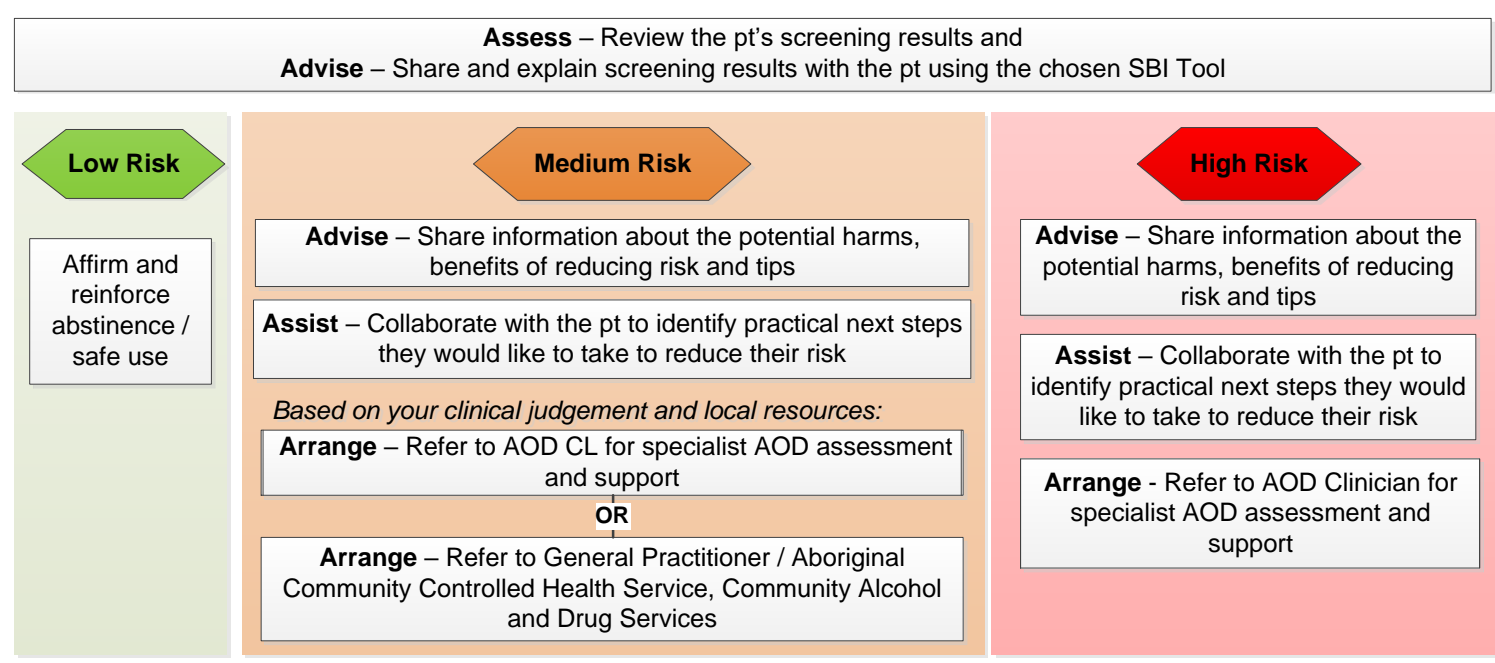 Assess – Review the pt's screening results and
Advise – Share and explain screening results with the pt using the chosen SBI Tool
Low Risk
Affirm and
reinforce
abstinence /
safe use
Medium Risk
Advise – Share information about the potential harms,
benefits of reducing risk and tips
Assist – Collaborate with the pt to identify practical next steps
they would like to take to reduce their risk
Based on your clinical judgement and local resources:
Arrange – Refer to AOD CL for specialist AOD assessment
and support
OR
Arrange – Refer to General Practitioner / Aboriginal
Community Controlled Health Service, Community Alcohol
and Drug Services
High Risk
Advise – Share information about the
potential harms, benefits of reducing
risk and tips
Assist – Collaborate with the pt to
identify practical next steps they would
like to take to reduce their risk
Arrange - Refer to AOD Clinician for
specialist AOD assessment and
support